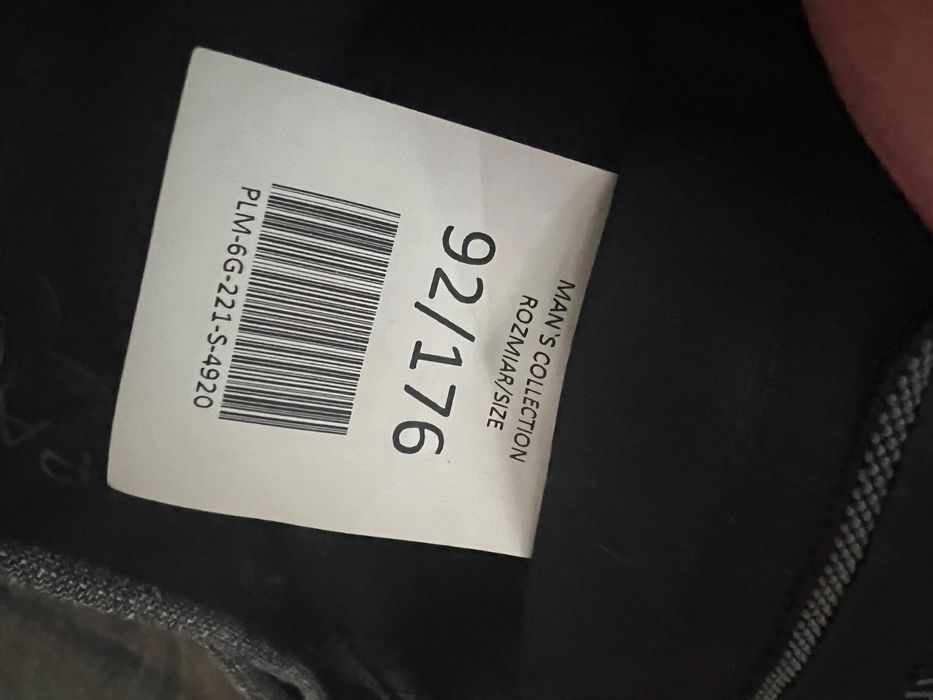 MAN'S COLLECTION
ROZMIAR/SIZE
92/176
PLM-6G-221-S-4920